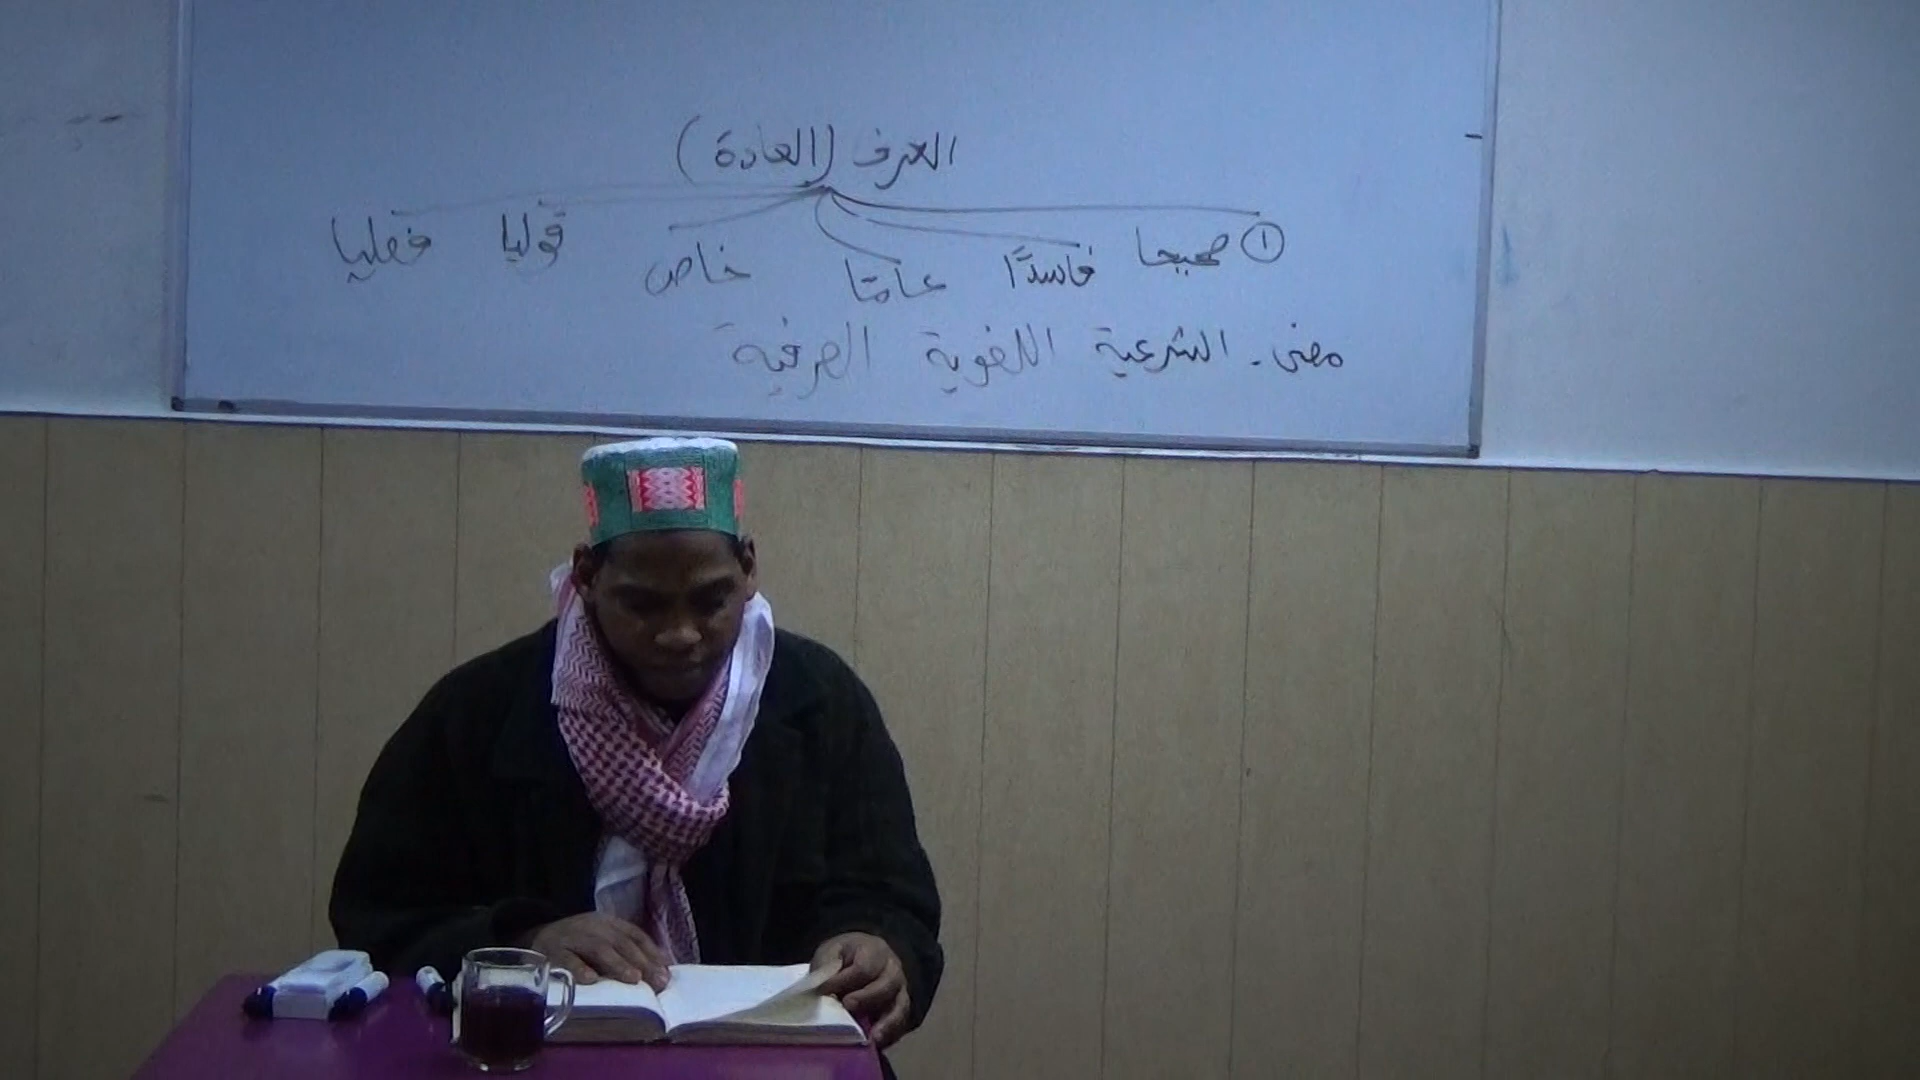 العرف (العادة)
① صحيحا فاسدًا عامّا خاص قوليا فعليا
معنى - الشرعية اللغوية العرفية